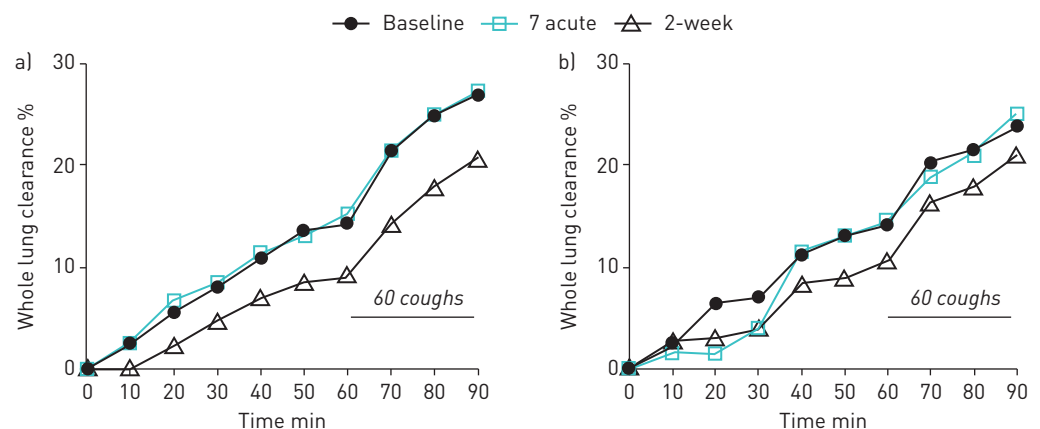 Baseline 7 acute 2-week
a)
Whole lung clearance %
30
20
10
0
60 coughs
0 10 20 30 40 50 60 70 80 90
Time min
b)
Whole lung clearance %
30
20
10
0
60 coughs
0 10 20 30 40 50 60 70 80 90
Time min